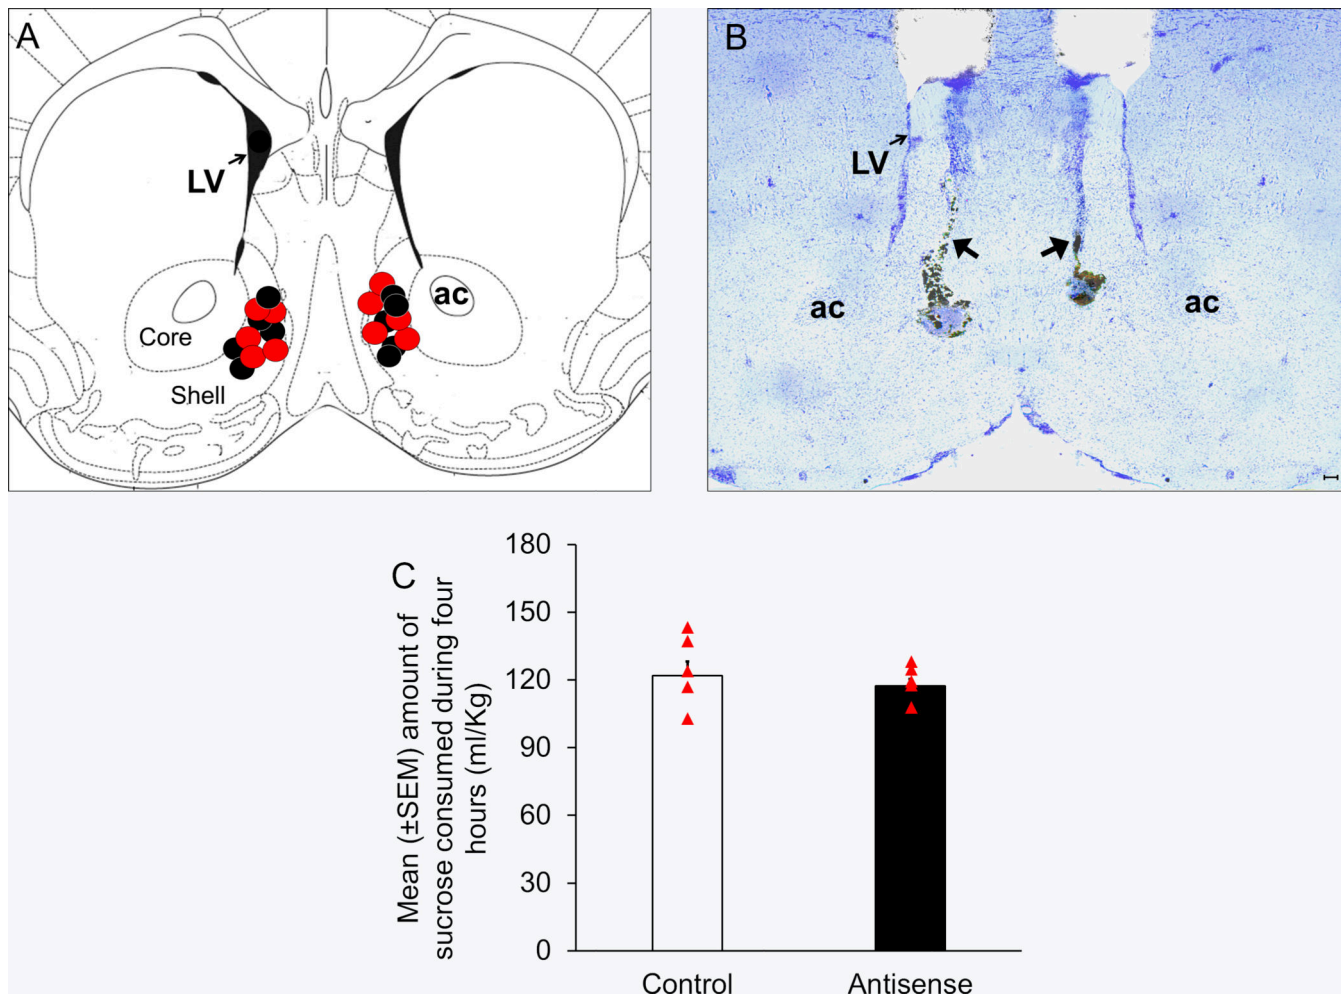 A
LV
ac
Core
Shell
B
LV
ac
ac
C
Mean (±SEM) amount of
sucrose consumed during four
hours (ml/Kg)
180
150
120
90
60
30
0
Control
Antisense